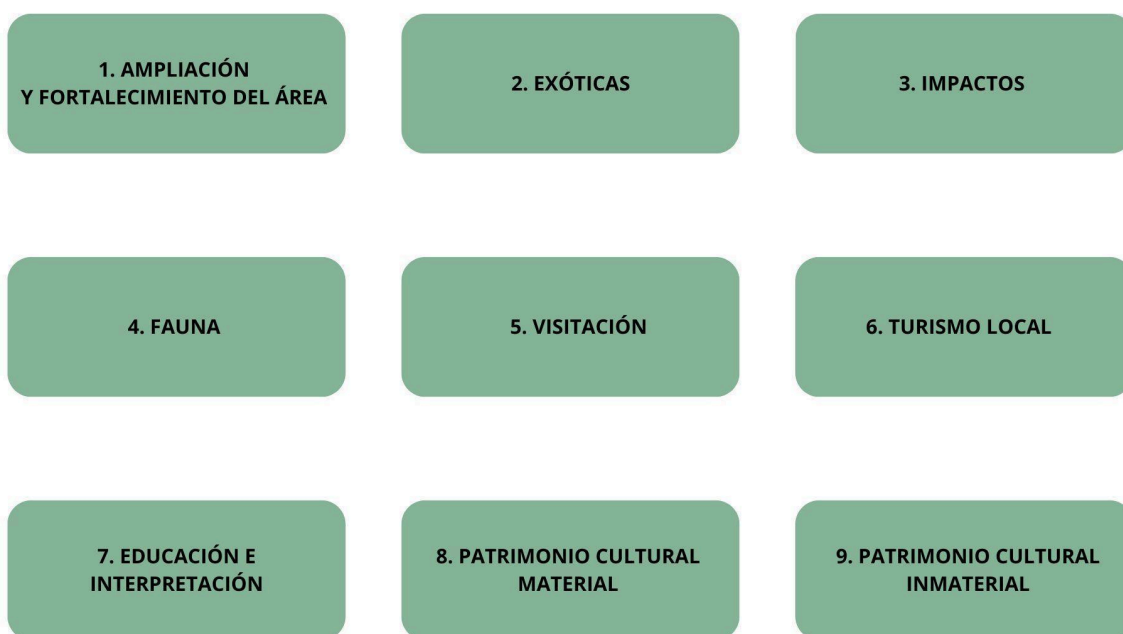 1. AMPLIACIÓN
Y FORTALECIMIENTO DEL ÁREA
2. EXÓTICAS
3. IMPACTOS
4. FAUNA
5. VISITACIÓN
6. TURISMO LOCAL
7. EDUCACIÓN E
INTERPRETACIÓN
8. PATRIMONIO CULTURAL
MATERIAL
9. PATRIMONIO CULTURAL
INMATERIAL